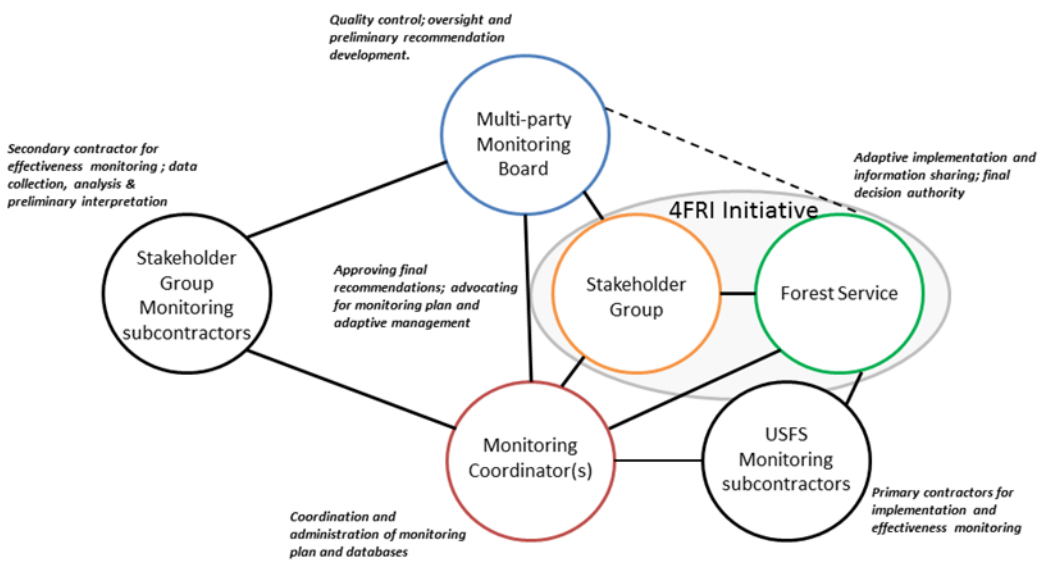 Quality control; oversight and
preliminary recommendation
development.
Multi-party
Monitoring
Board
Secondary contractor for
effectiveness monitoring ; data
collection, analysis &
preliminary interpretation
Adaptive implementation and
information sharing; final
decision authority
4FRI Initiative
Stakeholder
Group
Monitoring
subcontractors
Approving final
recommendations; advocating
for monitoring plan and
adaptive management
Stakeholder
Group
Forest Service
Monitoring
Coordinator(s)
USFS
Monitoring
subcontractors
Primary contractors for
implementation and
effectiveness monitoring
Coordination and
administration of monitoring
plan and databases